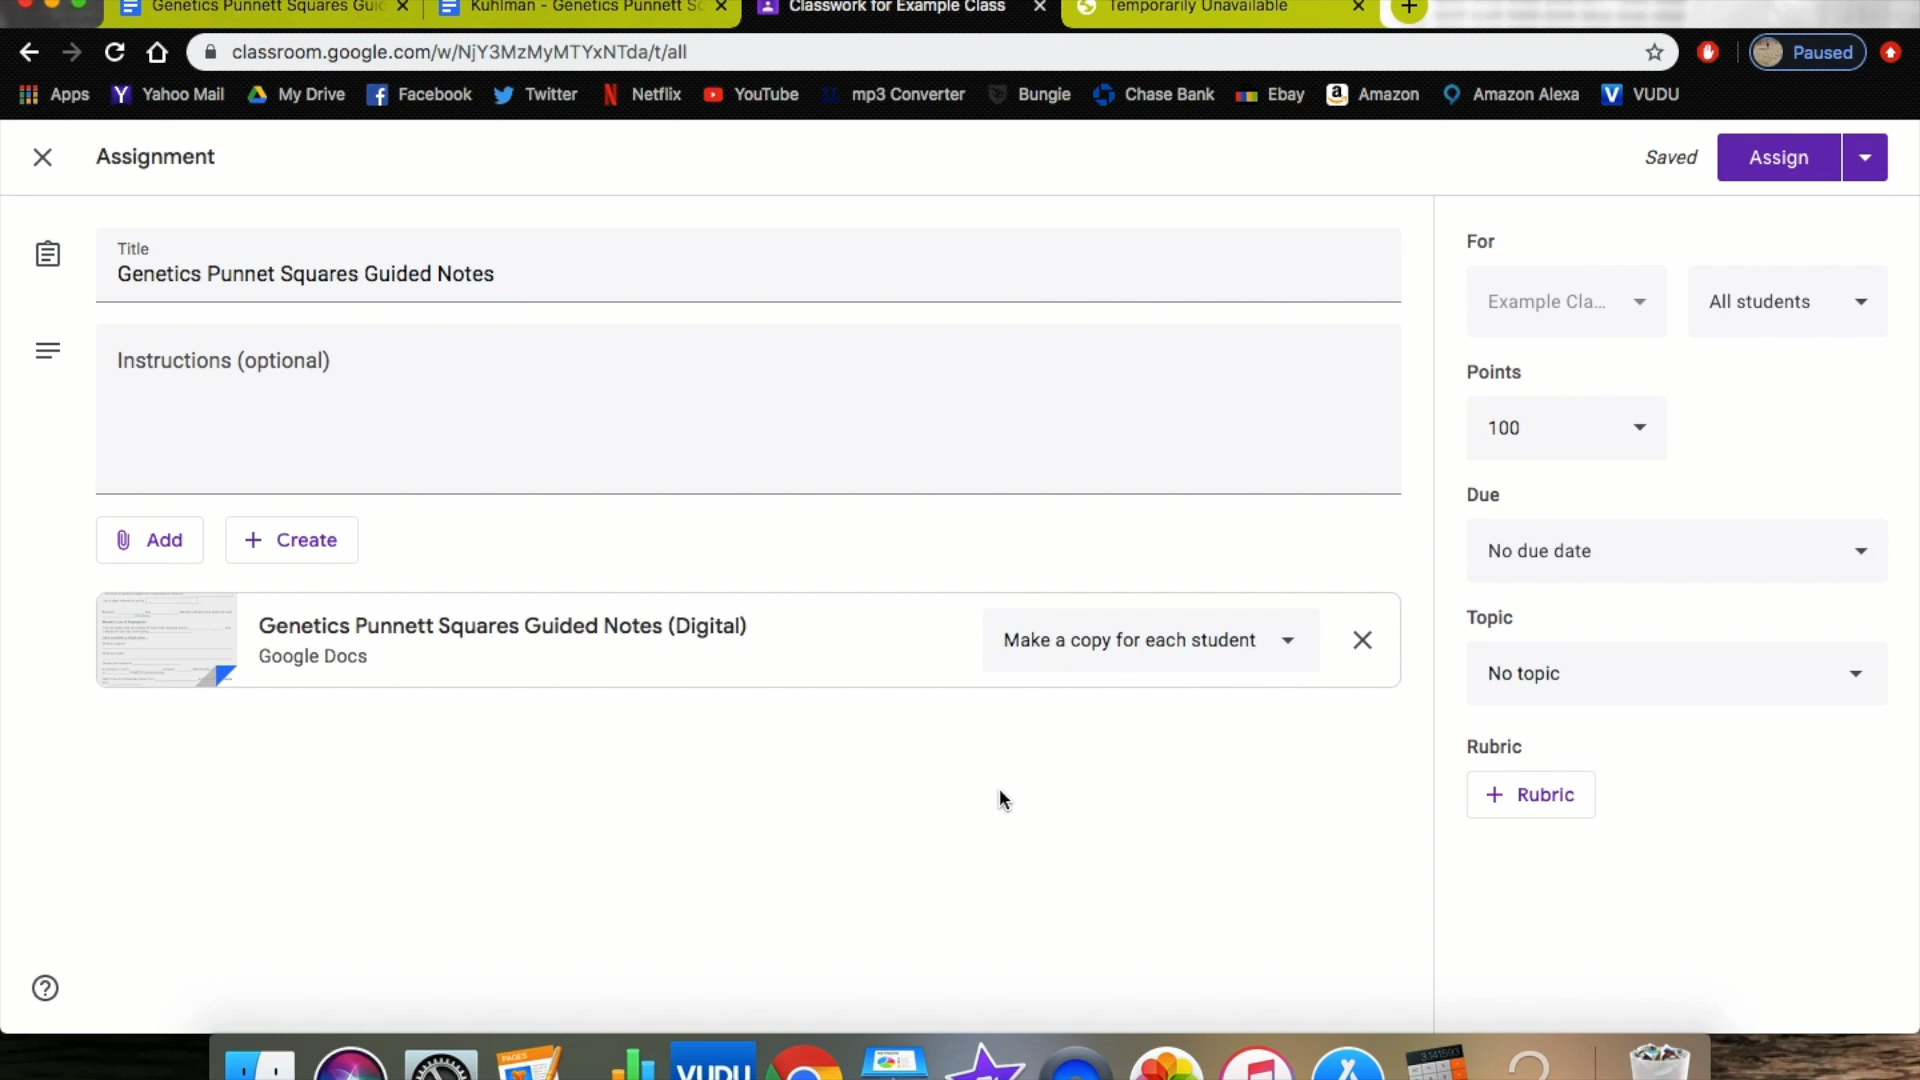 Genetics Punnett Squares Guid
Kuhlman - Genetics Punnett Sc
Classwork for Example Class
Temporarily Unavailable
classroom.google.com/w/NjY3MzMyMTYxNTda/t/all
Paused
Apps
Yahoo Mail
My Drive
Facebook
Twitter
Netflix
YouTube
mp3 Converter
Bungie
Chase Bank
Ebay
Amazon
Amazon Alexa
VUDU
Assignment
Saved
Assign
Title
Genetics Punnet Squares Guided Notes
Instructions (optional)
Add
Create
Genetics Punnett Squares Guided Notes (Digital)
Google Docs
Make a copy for each student
For
Example Cla...
All students
Points
100
Due
No due date
Topic
No topic
Rubric
Rubric
PAGES
VUDU
3.141593